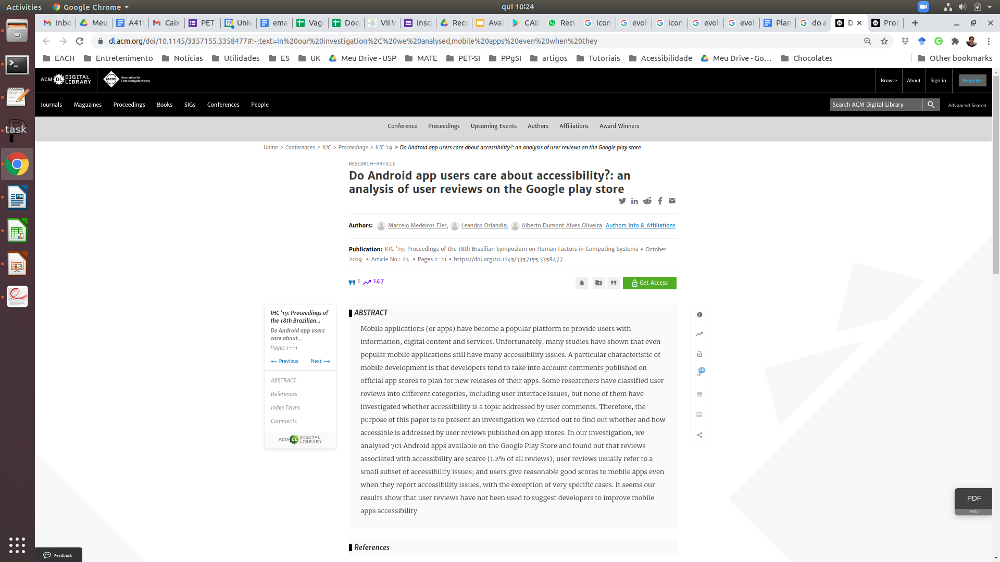 Activities
Google Chrome
qui 10:24
Inbo
Meu
A419
Caix
PET
Univ
ema
Vaga
Doc
VII W
Insc
Rece
Aval
CAIX
Recu
icon
evol
icon
evol
evol
Plan
do a
D
Proc
dl.acm.org/doi/10.1145/3357155.3358477#:~:text=In%20our%20investigation%2C%20we%20analysed,mobile%20apps%20even%20when%20they
EACH
Entretenimento
Notícias
Utilidades
ES
UK
Meu Drive - USP
MATE
PET-SI
PPgSI
artigos
Tutoriais
Acessibilidade
Meu Drive - Go...
Chocolates
Other bookmarks
ACM DL DIGITAL LIBRARY
acm Association for Computing Machinery
Browse
About
Sign in
Register
Journals
Magazines
Proceedings
Books
SIGs
Conferences
People
Search ACM Digital Library
Advanced Search
Conference
Proceedings
Upcoming Events
Authors
Affiliations
Award Winners
task
Home > Conferences > IHC > Proceedings > IHC '19 > Do Android app users care about accessibility?: an analysis of user reviews on the Google play store
RESEARCH-ARTICLE
Do Android app users care about accessibility?: an
analysis of user reviews on the Google play store
Authors: Marcelo Medeiros Eler, Leandro Orlandin, Alberto Dumont Alves Oliveira Authors Info & Affiliations
Publication: IHC '19: Proceedings of the 18th Brazilian Symposium on Human Factors in Computing Systems • October
2019 • Article No.: 23 • Pages 1–11 • https://doi.org/10.1145/3357155.3358477
1 147
Get Access
IHC '19: Proceedings of
the 18th Brazilian...
Do Android app users
care about...
Pages 1–11
← Previous
Next →
ABSTRACT
References
Index Terms
Comments
ACM DL DIGITAL LIBRARY
ABSTRACT
Mobile applications (or apps) have become a popular platform to provide users with
information, digital content and services. Unfortunately, many studies have shown that even
popular mobile applications still have many accessibility issues. A particular characteristic of
mobile development is that developers tend to take into account comments published on
official app stores to plan for new releases of their apps. Some researchers have classified user
reviews into different categories, including user interface issues, but none of them have
investigated whether accessibility is a topic addressed by user comments. Therefore, the
purpose of this paper is to present an investigation we carried out to find out whether and how
accessible is addressed by user reviews published on app stores. In our investigation, we
analysed 701 Android apps available on the Google Play Store and found out that reviews
associated with accessibility are scarce (1.2% of all reviews); user reviews usually refer to a
small subset of accessibility issues; and users give reasonable good scores to mobile apps even
when they report accessibility issues, with the exception of very specific cases. It seems our
results show that user reviews have not been used to suggest developers to improve mobile
apps accessibility.
26
References
PDF
Help
Feedback